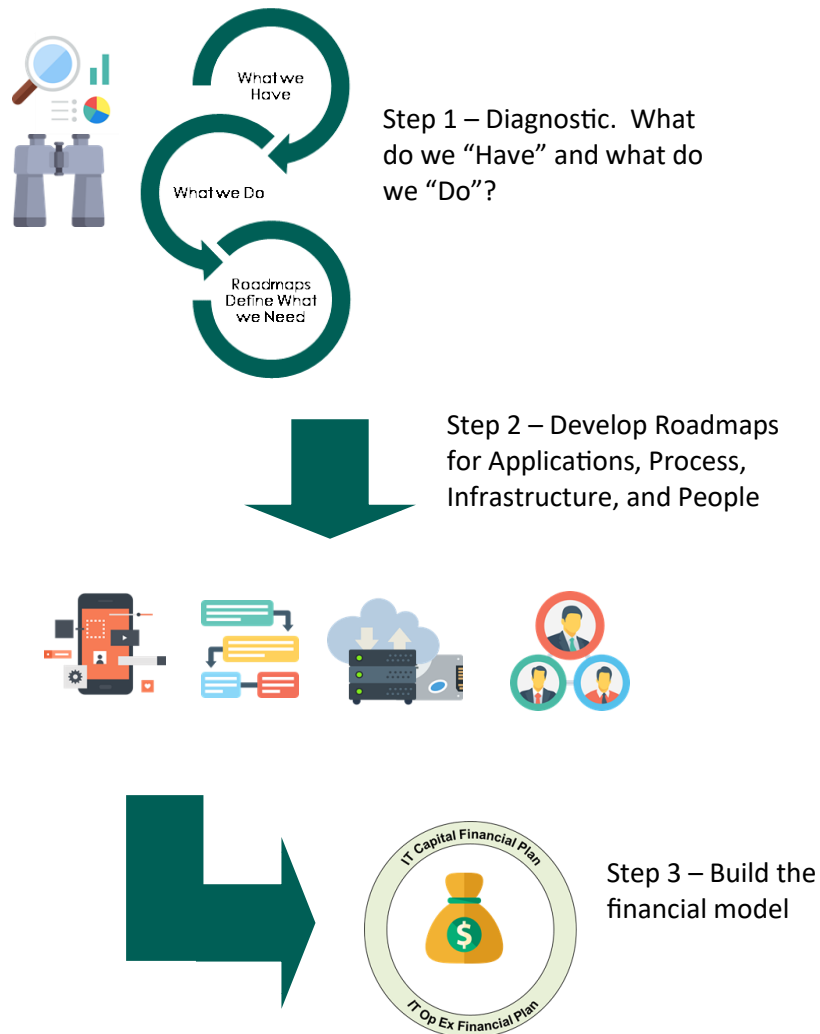 What we
Have
Step 1 – Diagnostic.  What
do we “Have” and what do
we “Do”?
What we Do
Roadmaps
Define What
we Need
Step 2 – Develop Roadmaps
for Applications, Process,
Infrastructure, and People
IT Capital Financial Plan
$
IT Op Ex Financial Plan
Step 3 – Build the
financial model